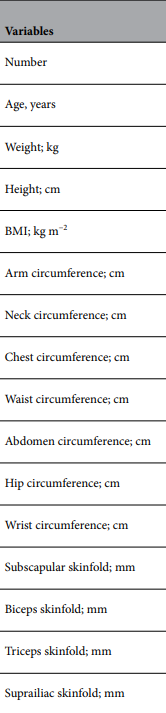 Variables
Number
Age, years
Weight; kg
Height; cm
BMI; kg m⁻²
Arm circumference; cm
Neck circumference; cm
Chest circumference; cm
Waist circumference; cm
Abdomen circumference; cm
Hip circumference; cm
Wrist circumference; cm
Subscapular skinfold; mm
Biceps skinfold; mm
Triceps skinfold; mm
Suprailiac skinfold; mm